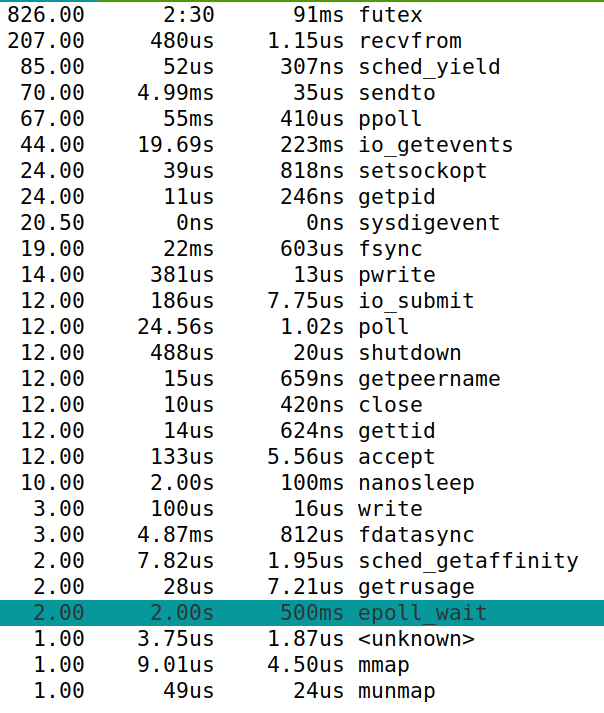 826.00 2:30 91ms futex
207.00 480us 1.15us recvfrom
85.00 52us 307ns sched_yield
70.00 4.99ms 35us sendto
67.00 55ms 410us ppoll
44.00 19.69s 223ms io_getevents
24.00 39us 818ns setsockopt
24.00 11us 246ns getpid
20.50 0ns 0ns sysdigevent
19.00 22ms 603us fsync
14.00 381us 13us pwrite
12.00 186us 7.75us io_submit
12.00 24.56s 1.02s poll
12.00 488us 20us shutdown
12.00 15us 659ns getpeername
12.00 10us 420ns close
12.00 14us 624ns gettid
12.00 133us 5.56us accept
10.00 2.00s 100ms nanosleep
3.00 100us 16us write
3.00 4.87ms 812us fdatasync
2.00 7.82us 1.95us sched_getaffinity
2.00 28us 7.21us getrusage
2.00 2.00s 500ms epoll_wait
1.00 3.75us 1.87us <unknown>
1.00 9.01us 4.50us mmap
1.00 49us 24us munmap